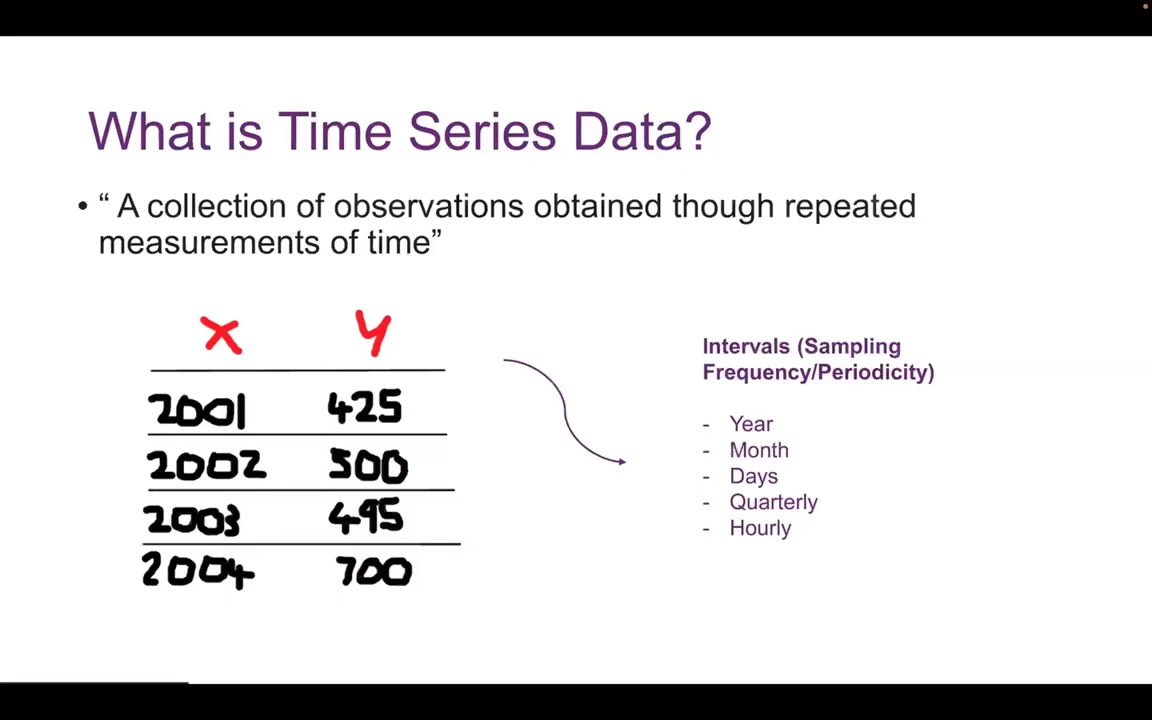 What is Time Series Data?
• “ A collection of observations obtained though repeated
measurements of time”
X Y
2001 425
2002 500
2003 495
2004 700
Intervals (Sampling
Frequency/Periodicity)
- Year
- Month
- Days
- Quarterly
- Hourly